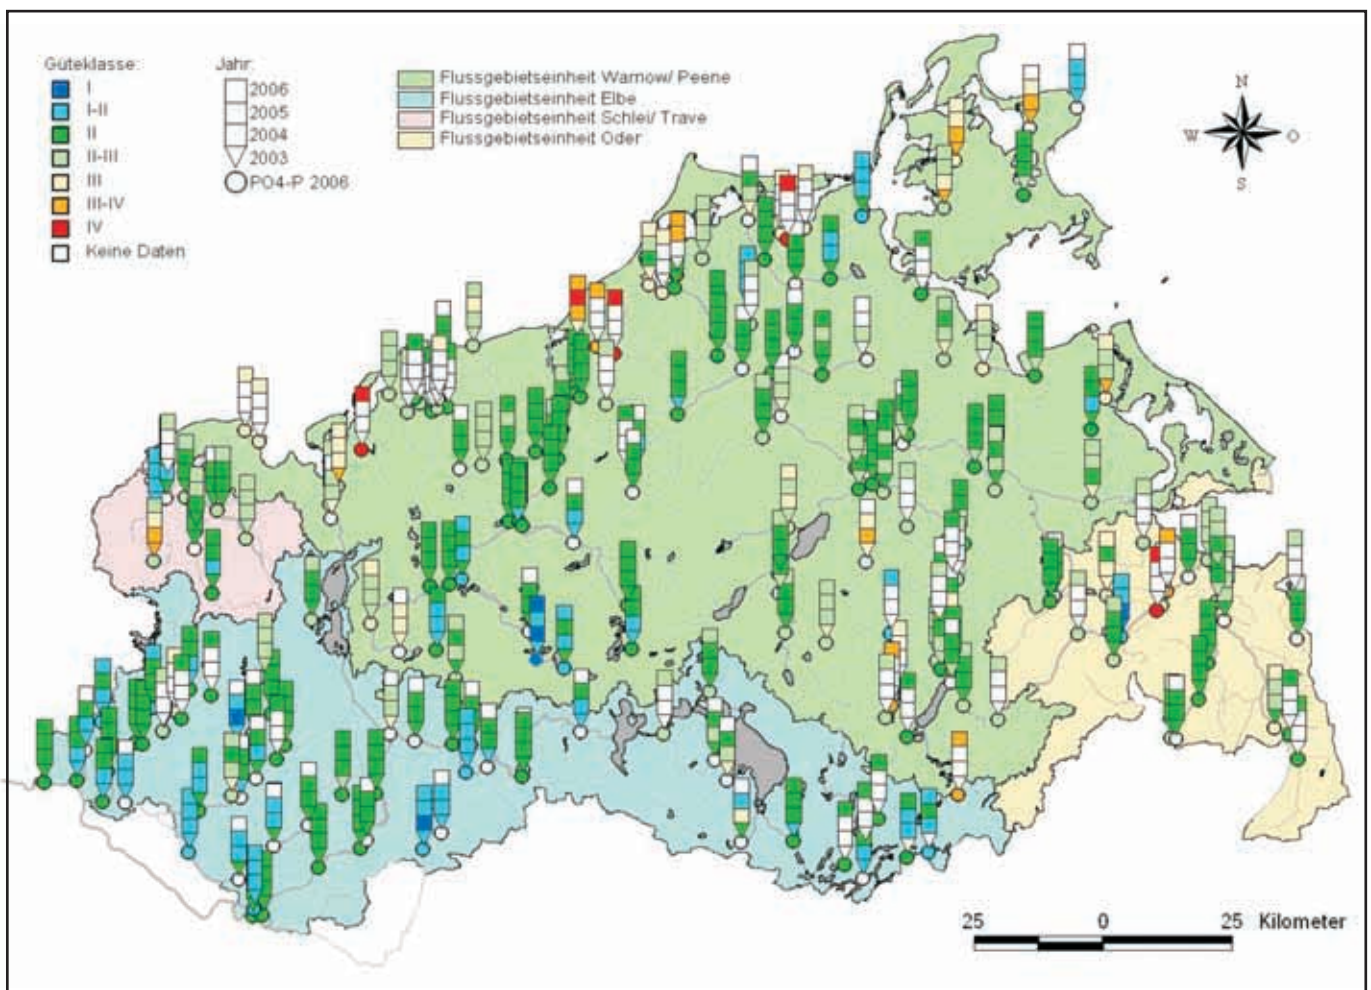 Güteklasse:
I
I-II
II
II-III
III
III-IV
IV
Keine Daten
Jahr:
2006
2005
2004
2003
PO4-P 2006
Flussgebietseinheit Warnow/ Peene
Flussgebietseinheit Elbe
Flussgebietseinheit Schlei/ Trave
Flussgebietseinheit Oder
N
W
O
S
25 0 25 Kilometer